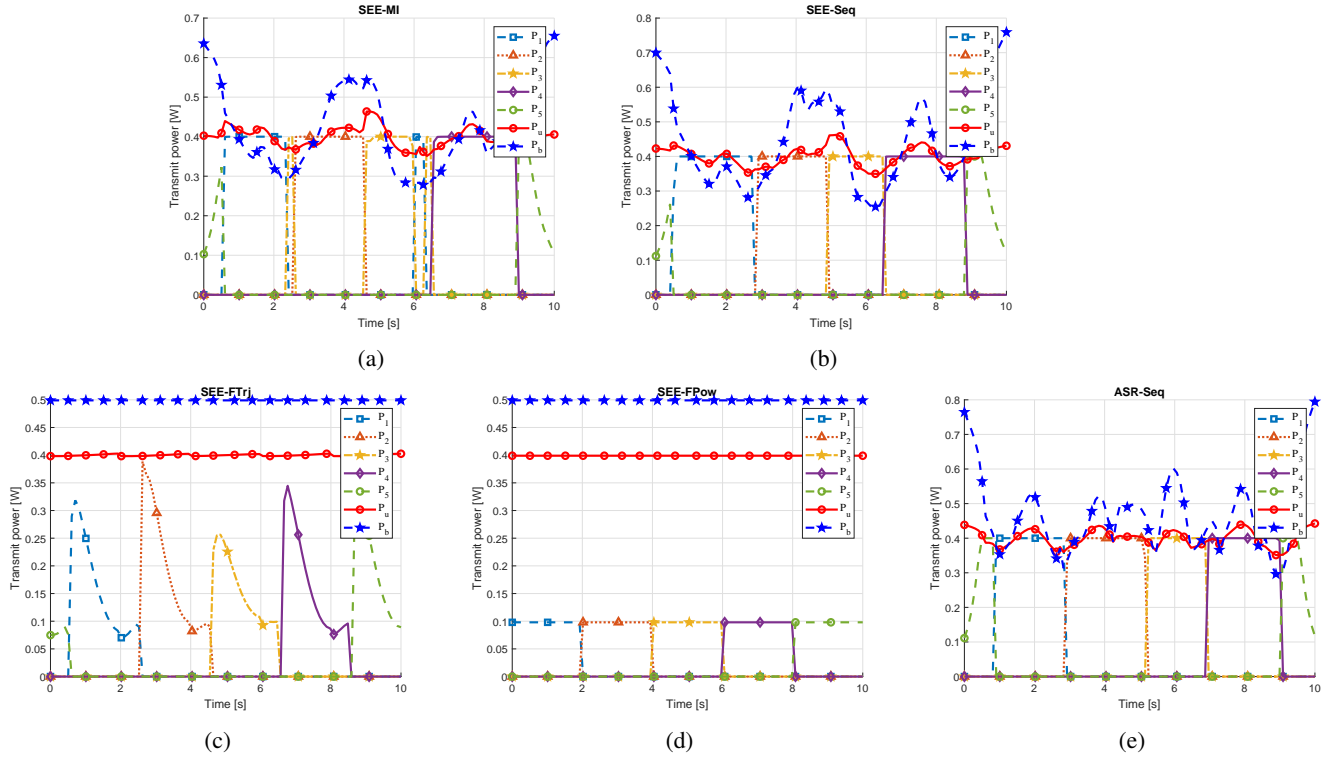 SEE-MI
Transmit power [W]
0.7
0.6
0.5
0.4
0.3
0.2
0.1
0
0 2 4 6 8 10
Time [s]
P1
P2
P3
P4
P5
Pu
Pb
(a)
SEE-Seq
Transmit power [W]
0.8
0.7
0.6
0.5
0.4
0.3
0.2
0.1
0
0 2 4 6 8 10
Time [s]
P1
P2
P3
P4
P5
Pu
Pb
(b)
SEE-FTrj
Transmit power [W]
0.5
0.45
0.4
0.35
0.3
0.25
0.2
0.15
0.1
0.05
0
0 2 4 6 8 10
Time [s]
P1
P2
P3
P4
P5
Pu
Pb
(c)
SEE-FPow
Transmit power [W]
0.5
0.45
0.4
0.35
0.3
0.25
0.2
0.15
0.1
0.05
0
0 2 4 6 8 10
Time [s]
P1
P2
P3
P4
P5
Pu
Pb
(d)
ASR-Seq
Transmit power [W]
0.8
0.7
0.6
0.5
0.4
0.3
0.2
0.1
0
0 2 4 6 8 10
Time [s]
P1
P2
P3
P4
P5
Pu
Pb
(e)